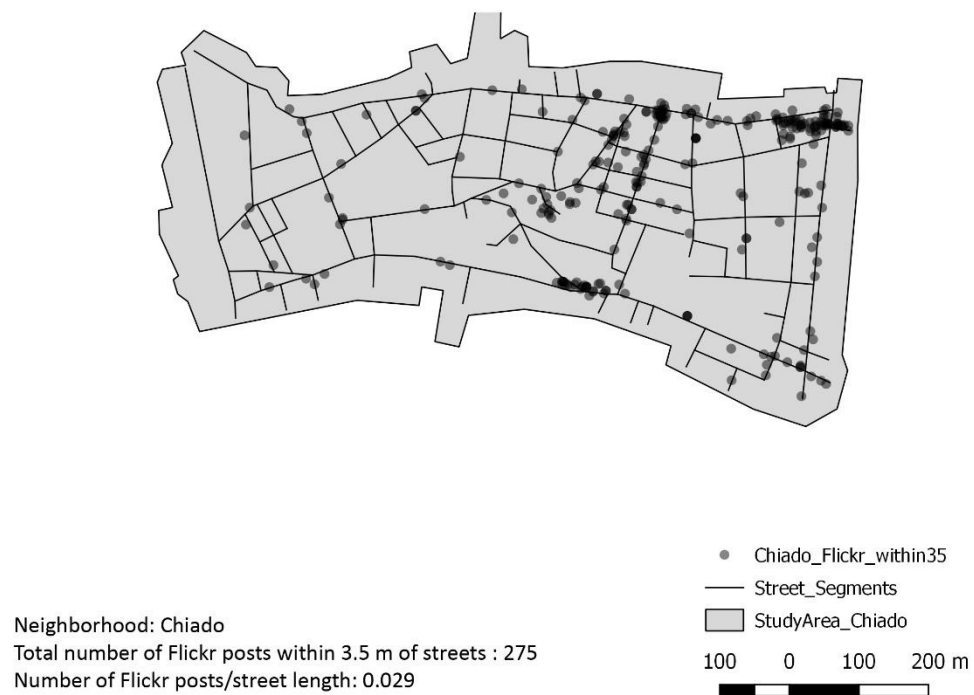 Chiado_Flickr_within35
Street_Segments
StudyArea_Chiado
Neighborhood: Chiado
Total number of Flickr posts within 3.5 m of streets : 275
Number of Flickr posts/street length: 0.029
100 0 100 200 m